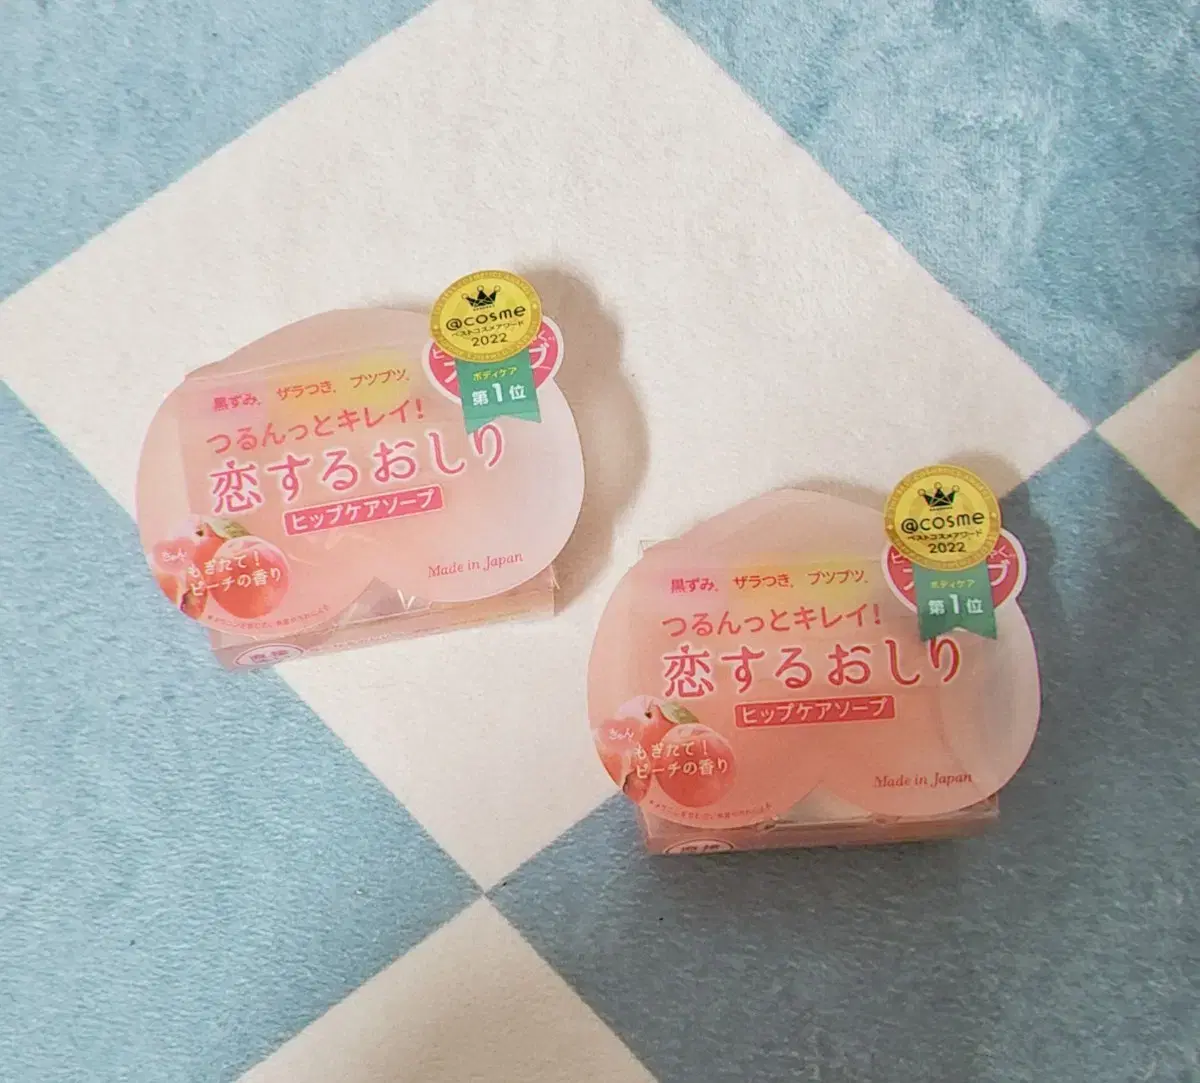 @cosme
ベストコスメアワード
2022
ボディケア
第1位
黒ずみ、ザラつき、ブツブツ、
つるんっとキレイ!
恋するおしり
ヒップケアソープ
もぎたて!
ピーチの香り
Made in Japan
@cosme
ベストコスメアワード
2022
ボディケア
第1位
黒ずみ、ザラつき、ブツブツ、
つるんっとキレイ!
恋するおしり
ヒップケアソープ
もぎたて!
ピーチの香り
Made in Japan